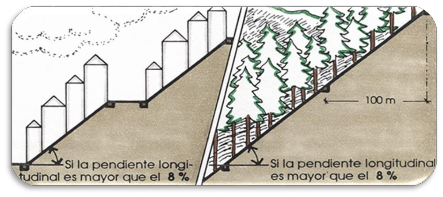 Si la pendiente longi-
tudinal es mayor que el 8 %
100 m
Si la pendiente longitudinal
es mayor que el 8 %